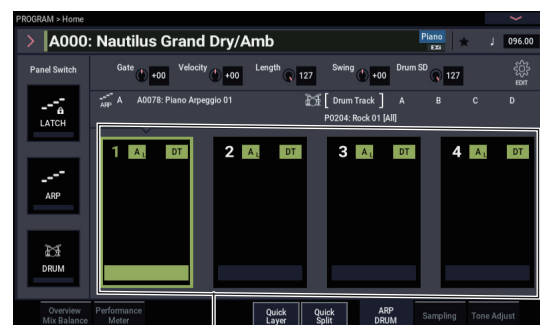 PROGRAM > Home
A000: Nautilus Grand Dry/Amb
Piano
EXi
♩ 096.00
Panel Switch
Gate +00 Velocity +00 Length 127 Swing +00 Drum SD 127
EDIT
ARP A A0078: Piano Arpeggio 01
[ Drum Track ] A B C D
P0204: Rock 01 [All]
LATCH
ARP
DRUM
1 A L DT
2 A L DT
3 A L DT
4 A L DT
Overview Mix Balance
Performance Meter
Quick Layer
Quick Split
ARP DRUM
Sampling
Tone Adjust